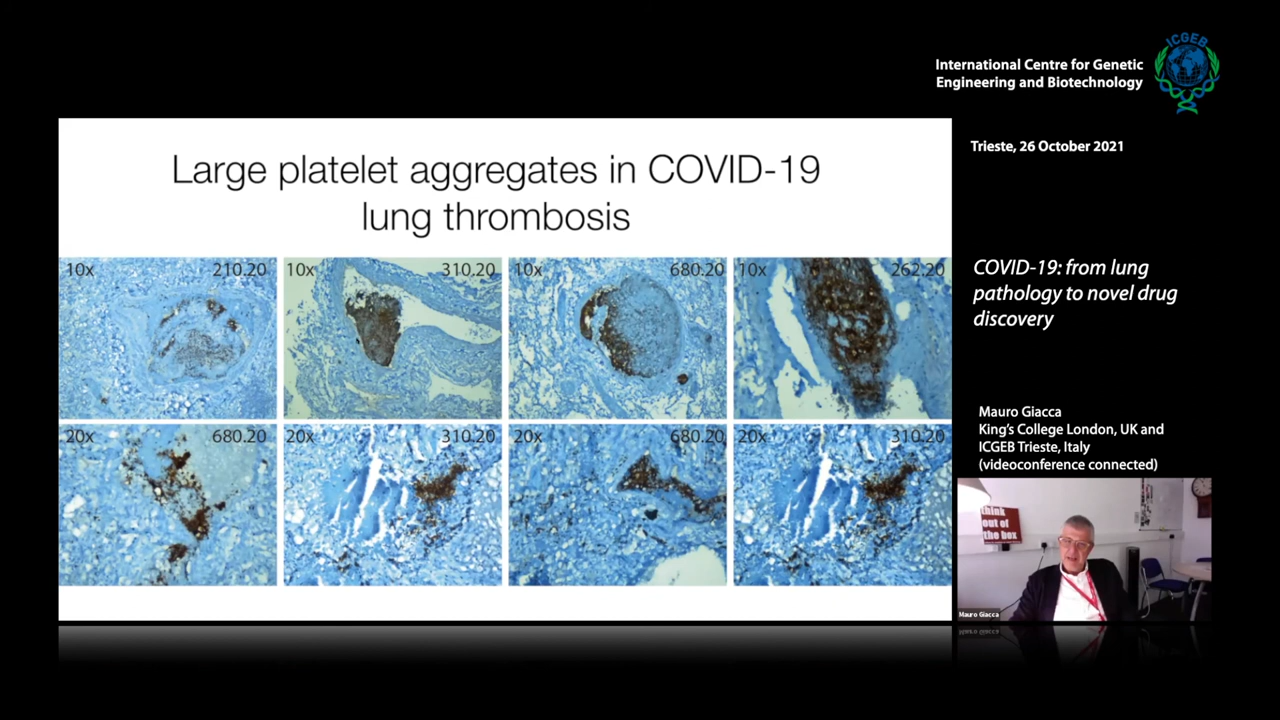 ICGEB
International Centre for Genetic
Engineering and Biotechnology
Trieste, 26 October 2021
Large platelet aggregates in COVID-19
lung thrombosis
10x 210.20 10x 310.20 10x 680.20 10x 262.20
20x 680.20 20x 310.20 20x 680.20 20x 310.20
COVID-19: from lung
pathology to novel drug
discovery
Mauro Giacca
King's College London, UK and
ICGEB Trieste, Italy
(videoconference connected)
think
out of
the box
Mauro Giacca